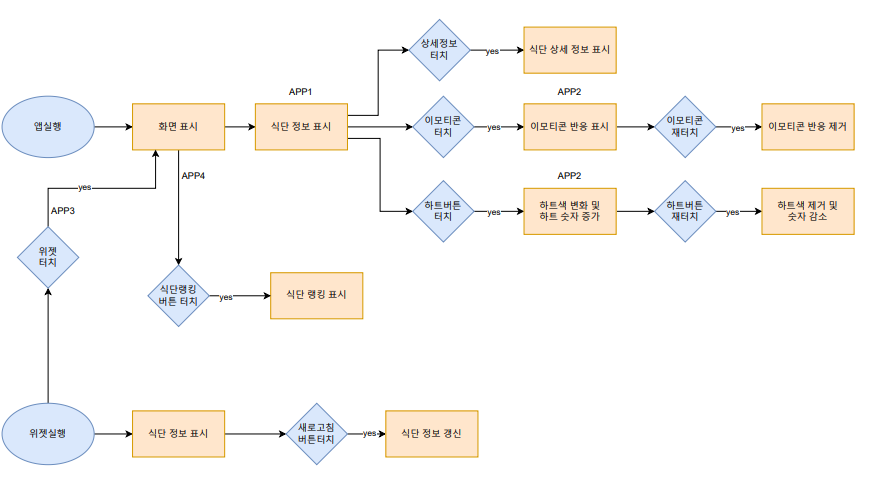 상세정보
터치
yes
식단 상세 정보 표시
APP1
APP2
앱실행
화면 표시
식단 정보 표시
이모티콘
터치
yes
이모티콘 반응 표시
이모티콘
재터치
yes
이모티콘 반응 제거
APP4
APP2
yes
하트버튼
터치
yes
하트색 변화 및
하트 숫자 증가
하트버튼
재터치
yes
하트색 제거 및
숫자 감소
APP3
위젯
터치
식단랭킹
버튼 터치
yes
식단 랭킹 표시
위젯실행
식단 정보 표시
새로고침
버튼터치
yes
식단 정보 갱신